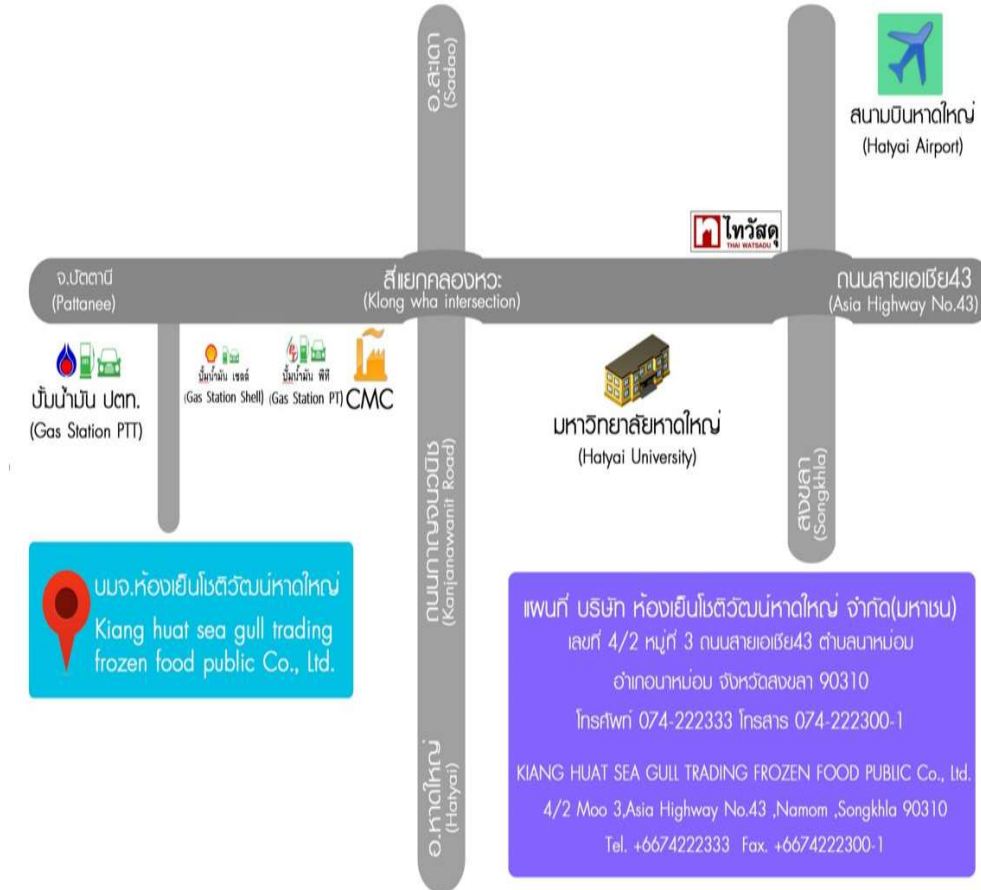 อ.สะเดา
(Sadao)
สนามบินหาดใหญ่
(Hatyai Airport)
ไทวัสดุ
THAI WATSADU
จ.ปัตตานี
(Pattanee)
สี่แยกคลองหวะ
(Klong wha intersection)
ถนนสายเอเชีย43
(Asia Highway No.43)
ปั้มน้ำมัน ปตท.
(Gas Station PTT)
ปั้มน้ำมัน เชลล์
(Gas Station Shell)
ปั้มน้ำมัน พีที
(Gas Station PT)
CMC
มหาวิทยาลัยหาดใหญ่
(Hatyai University)
ถนนกาญจนวนิช
(Kanjanawanit Road)
สงขลา
(Songkhla)
บมจ.ห้องเย็นโชติวัฒน์หาดใหญ่
Kiang huat sea gull trading
frozen food public Co., Ltd.
อ.หาดใหญ่
(Hatyai)
แผนที่ บริษัท ห้องเย็นโชติวัฒน์หาดใหญ่ จำกัด(มหาชน)
เลขที่ 4/2 หมู่ที่ 3 ถนนสายเอเชีย43 ตำบลนาหม่อม
อำเภอนาหม่อม จังหวัดสงขลา 90310
โทรศัพท์ 074-222333 โทรสาร 074-222300-1
KIANG HUAT SEA GULL TRADING FROZEN FOOD PUBLIC Co., Ltd.
4/2 Moo 3,Asia Highway No.43 ,Namom ,Songkhla 90310
Tel. +6674222333 Fax. +6674222300-1